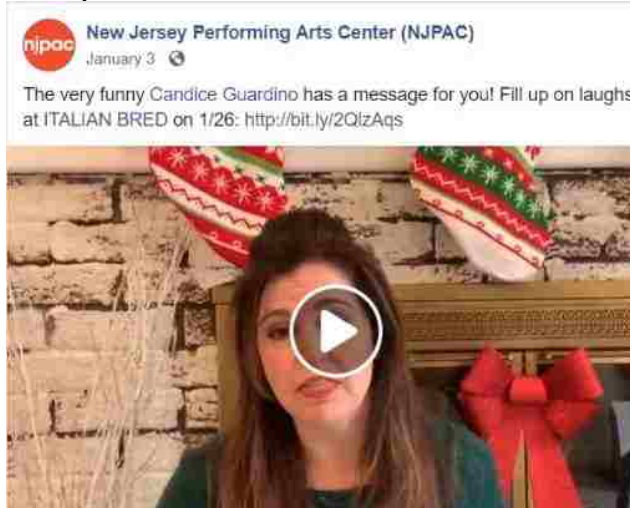 njpac
New Jersey Performing Arts Center (NJPAC)
January 3
The very funny Candice Guardino has a message for you! Fill up on laughs
at ITALIAN BRED on 1/26: http://bit.ly/2QlzAqs